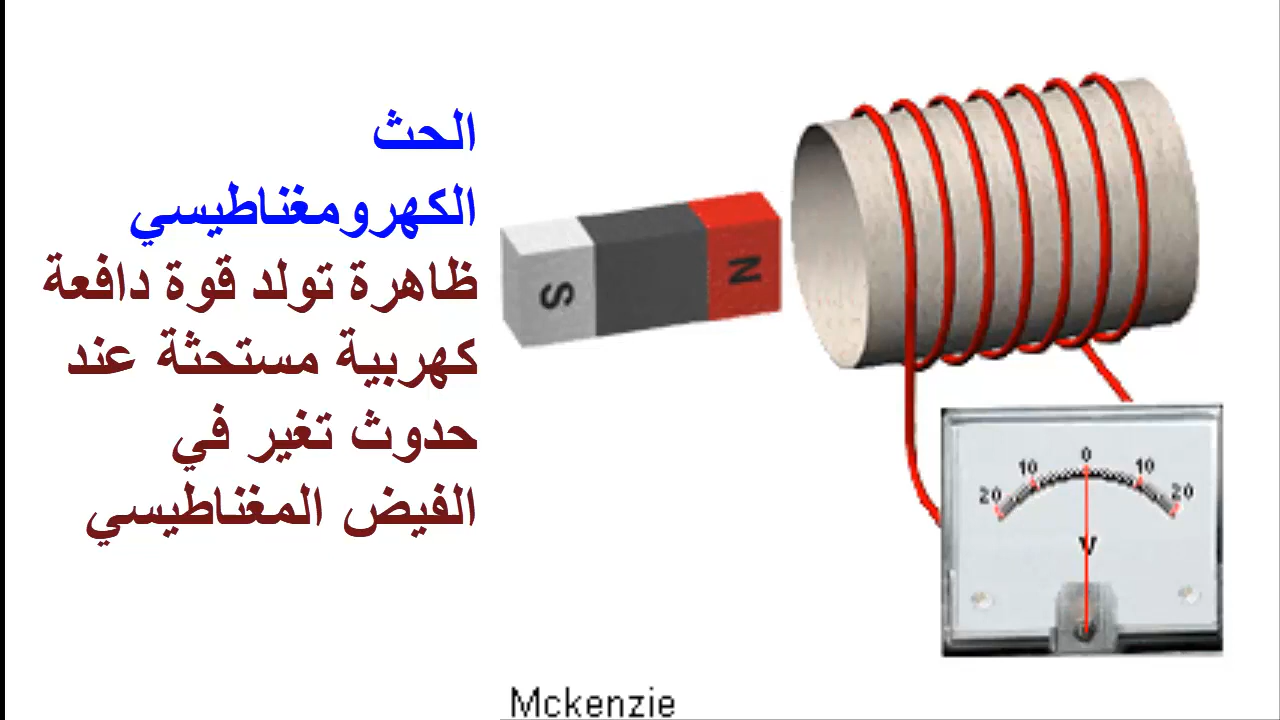 الحث
الكهرومغناطيسي
ظاهرة تولد قوة دافعة
كهربية مستحثة عند
حدوث تغير في
الفيض المغناطيسي
S
N
20 10 0 10 20
V
Mckenzie